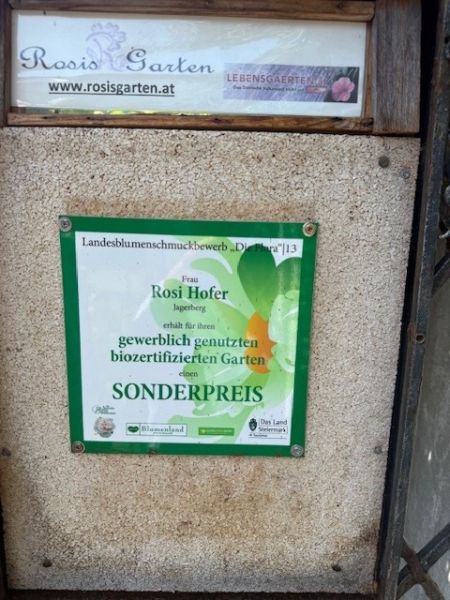 Rosis Garten
www.rosisgarten.at
LEBENSGAERTEN
Landesblumenschmuckbewerb „Die Flora"|13
Frau
Rosi Hofer
Jagerberg
erhält für ihren
gewerblich genutzten
biozertifizierten Garten
einen
SONDERPREIS
Blumenland
Das Land
Steiermark